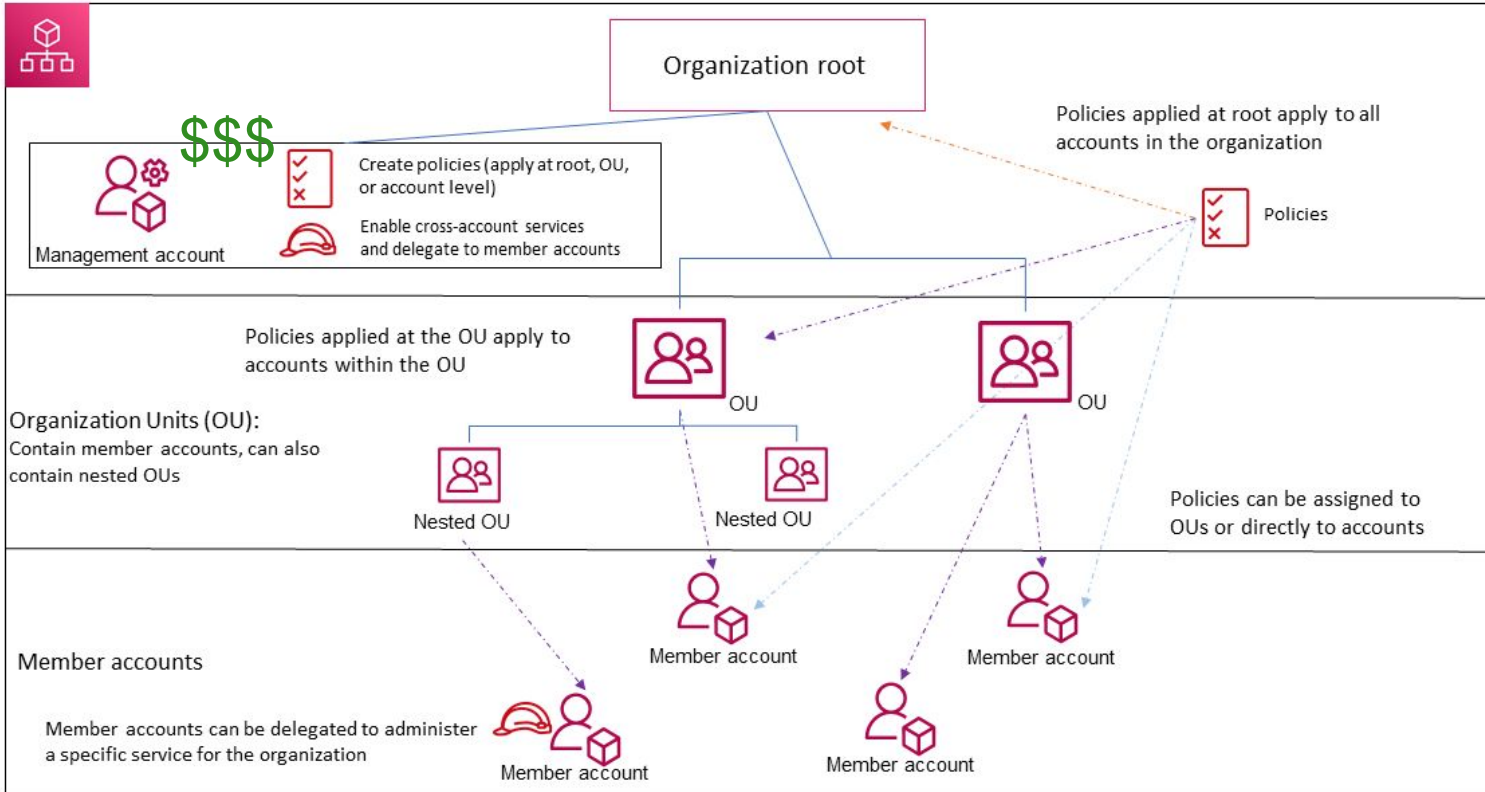 Organization root
$$$
Policies applied at root apply to all
accounts in the organization
Create policies (apply at root, OU,
or account level)
Enable cross-account services
and delegate to member accounts
Management account
Policies
Policies applied at the OU apply to
accounts within the OU
OU
OU
Organization Units (OU):
Contain member accounts, can also
contain nested OUs
Nested OU
Nested OU
Policies can be assigned to
OUs or directly to accounts
Member accounts
Member account
Member account
Member accounts can be delegated to administer
a specific service for the organization
Member account
Member account